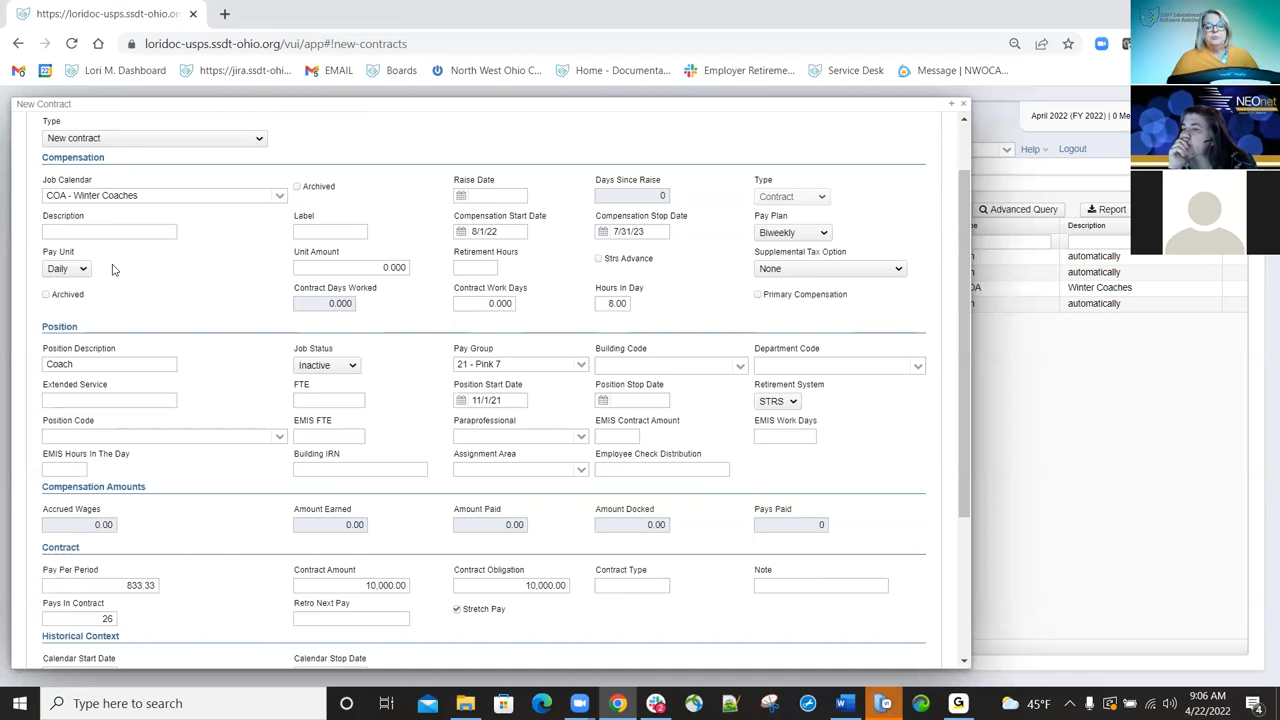 https://loridoc-usps.ssdt-ohio.org/
loridoc-usps.ssdt-ohio.org/vui/app#!new-contracts
Lori M. Dashboard
https://jira.ssdt-ohi...
EMAIL
Boards
North West OhioC...
Home - Documenta...
Employer Retireme...
Service Desk
Message | NWOCA...
New Contract
April 2022 (FY 2022) | 0 Me
Help
Logout
Advanced Query
Report
Description
automatically
automatically
OA
Winter Coaches
automatically
NEOnet
Type
New contract
Compensation
Job Calendar
Archived
Raise Date
Days Since Raise
Type
COA - Winter Coaches
0
Contract
Description
Label
Compensation Start Date
Compensation Stop Date
Pay Plan
8/1/22
7/31/23
Biweekly
Pay Unit
Unit Amount
Retirement Hours
Strs Advance
Supplemental Tax Option
Daily
0.000
None
Archived
Contract Days Worked
Contract Work Days
Hours In Day
Primary Compensation
0.000
0.000
8.00
Position
Position Description
Job Status
Pay Group
Building Code
Department Code
Coach
Inactive
21 - Pink 7
Extended Service
FTE
Position Start Date
Position Stop Date
Retirement System
11/1/21
STRS
Position Code
EMIS FTE
Paraprofessional
EMIS Contract Amount
EMIS Work Days
EMIS Hours In The Day
Building IRN
Assignment Area
Employee Check Distribution
Compensation Amounts
Accrued Wages
Amount Earned
Amount Paid
Amount Docked
Pays Paid
0.00
0.00
0.00
0.00
0
Contract
Pay Per Period
Contract Amount
Contract Obligation
Contract Type
Note
833.33
10,000.00
10,000.00
Pays In Contract
Retro Next Pay
Stretch Pay
26
Historical Context
Calendar Start Date
Calendar Stop Date
Type here to search
45°F
9:06 AM
4/22/2022